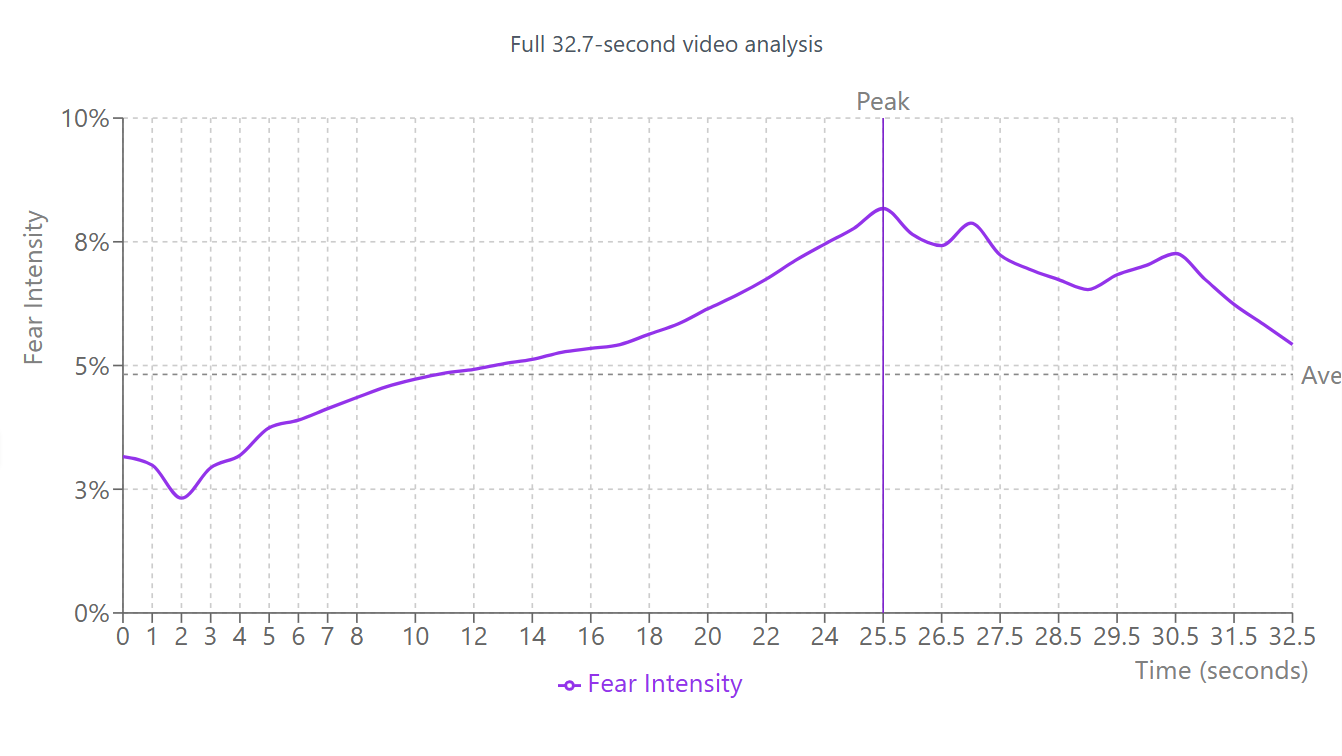 Full 32.7-second video analysis
Peak
10%
8%
5%
3%
0%
Fear Intensity
Ave
0 1 2 3 4 5 6 7 8 10 12 14 16 18 20 22 24 25.5 26.5 27.5 28.5 29.5 30.5 31.5 32.5
Time (seconds)
Fear Intensity